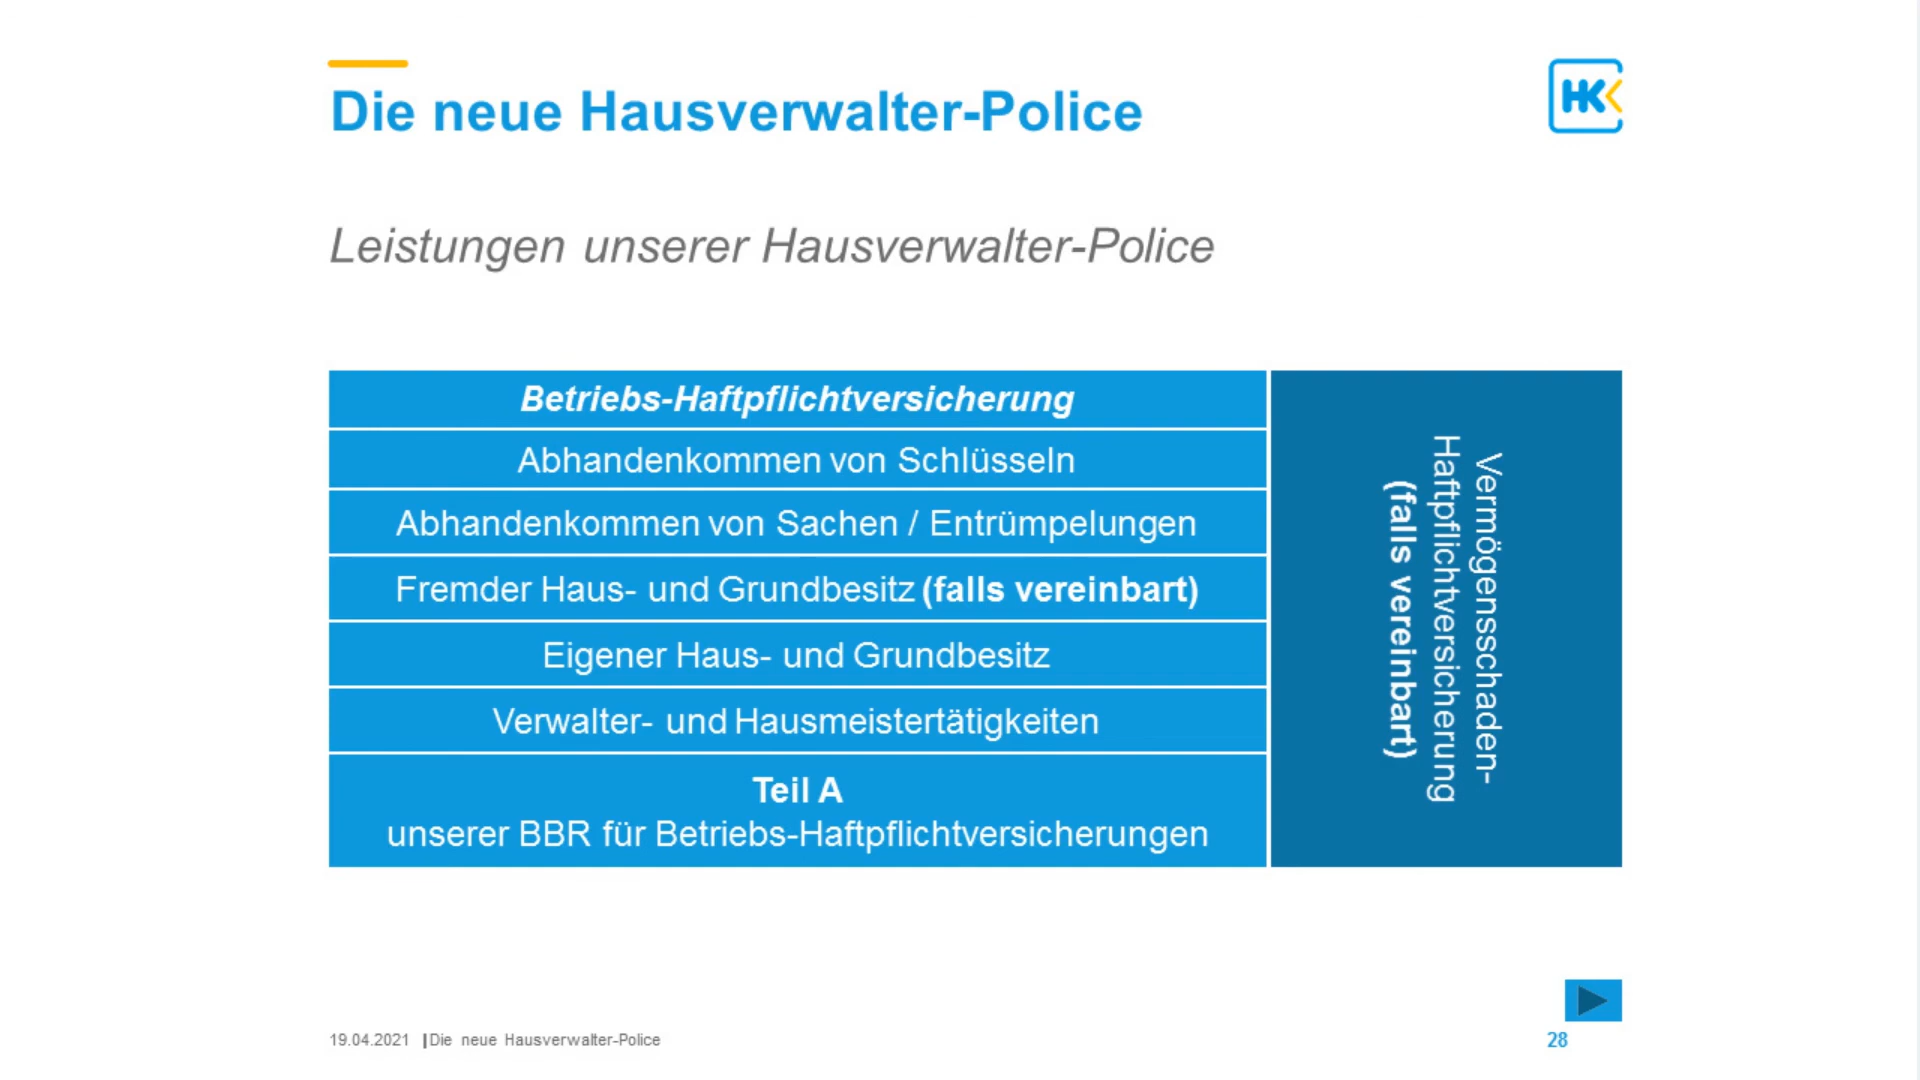 Die neue Hausverwalter-Police
HK
Leistungen unserer Hausverwalter-Police
Betriebs-Haftpflichtversicherung
Abhandenkommen von Schlüsseln
Abhandenkommen von Sachen / Entrümpelungen
Fremder Haus- und Grundbesitz (falls vereinbart)
Eigener Haus- und Grundbesitz
Verwalter- und Hausmeistertätigkeiten
Teil A
unserer BBR für Betriebs-Haftpflichtversicherungen
Vermögensschaden-
Haftpflichtversicherung
(falls vereinbart)
19.04.2021 | Die neue Hausverwalter-Police
28